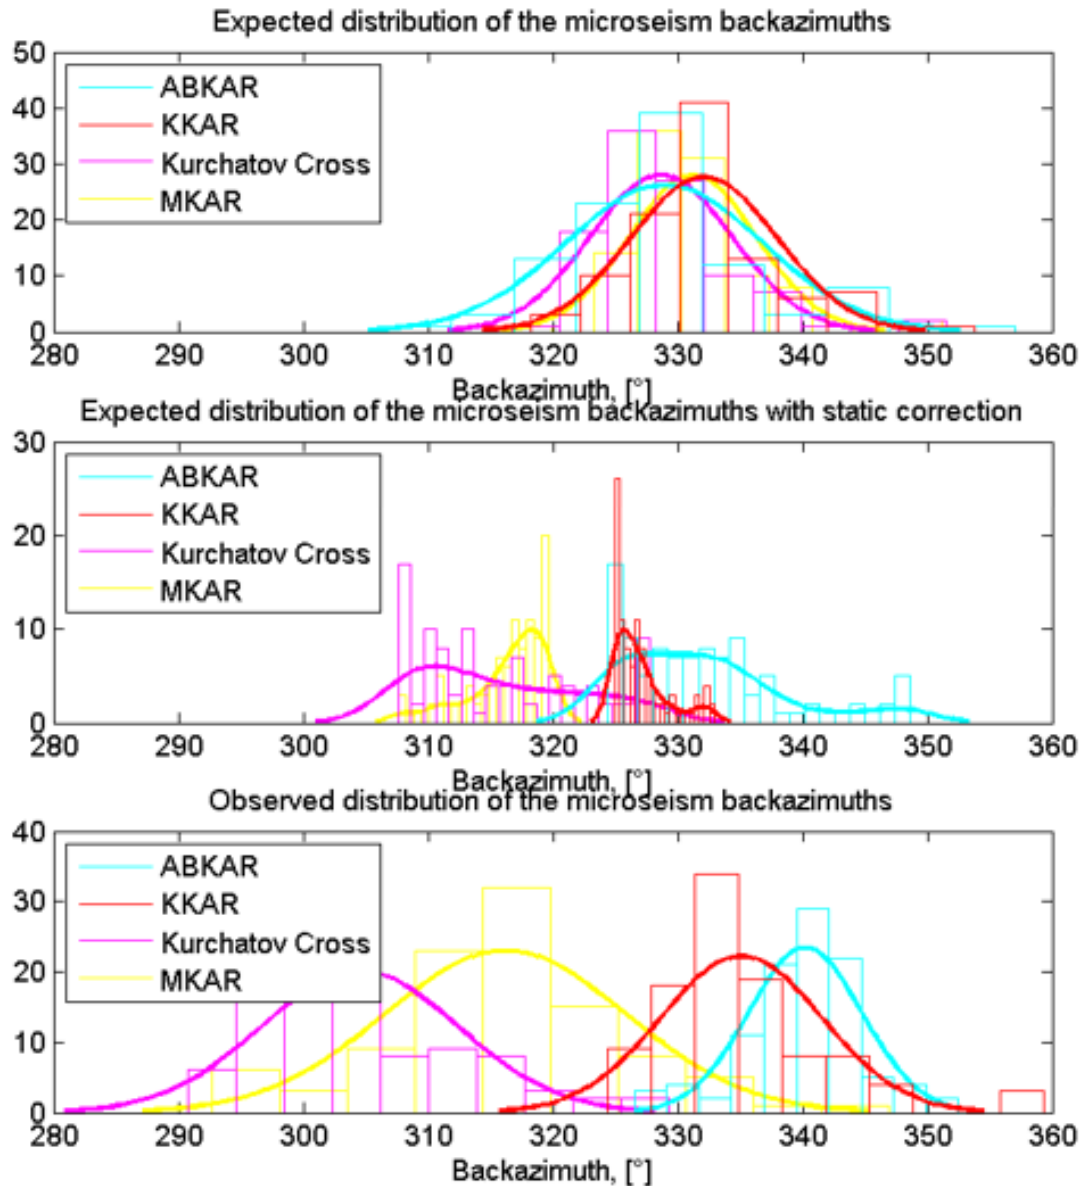 Expected distribution of the microseism backazimuths
50
40
30
20
10
0
ABKAR
KKAR
Kurchatov Cross
MKAR
280 290 300 310 320 330 340 350 360
Backazimuth, [°]
Expected distribution of the microseism backazimuths with static correction
30
20
10
0
ABKAR
KKAR
Kurchatov Cross
MKAR
280 290 300 310 320 330 340 350 360
Backazimuth, [°]
Observed distribution of the microseism backazimuths
40
30
20
10
0
ABKAR
KKAR
Kurchatov Cross
MKAR
280 290 300 310 320 330 340 350 360
Backazimuth, [°]